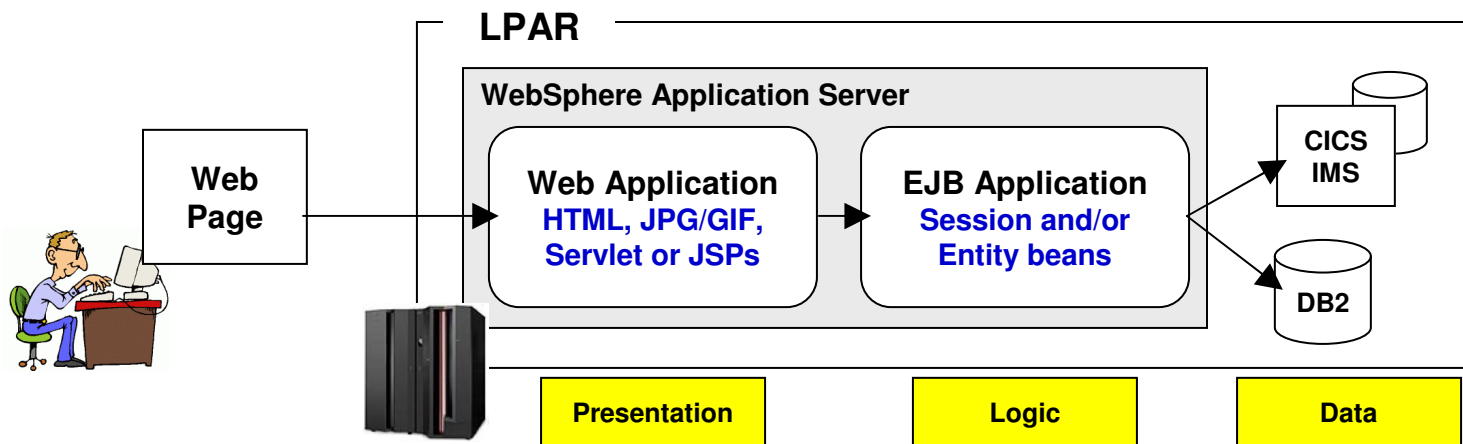 LPAR
WebSphere Application Server
Web
Page
Web Application
HTML, JPG/GIF,
Servlet or JSPs
EJB Application
Session and/or
Entity beans
CICS
IMS
DB2
Presentation
Logic
Data